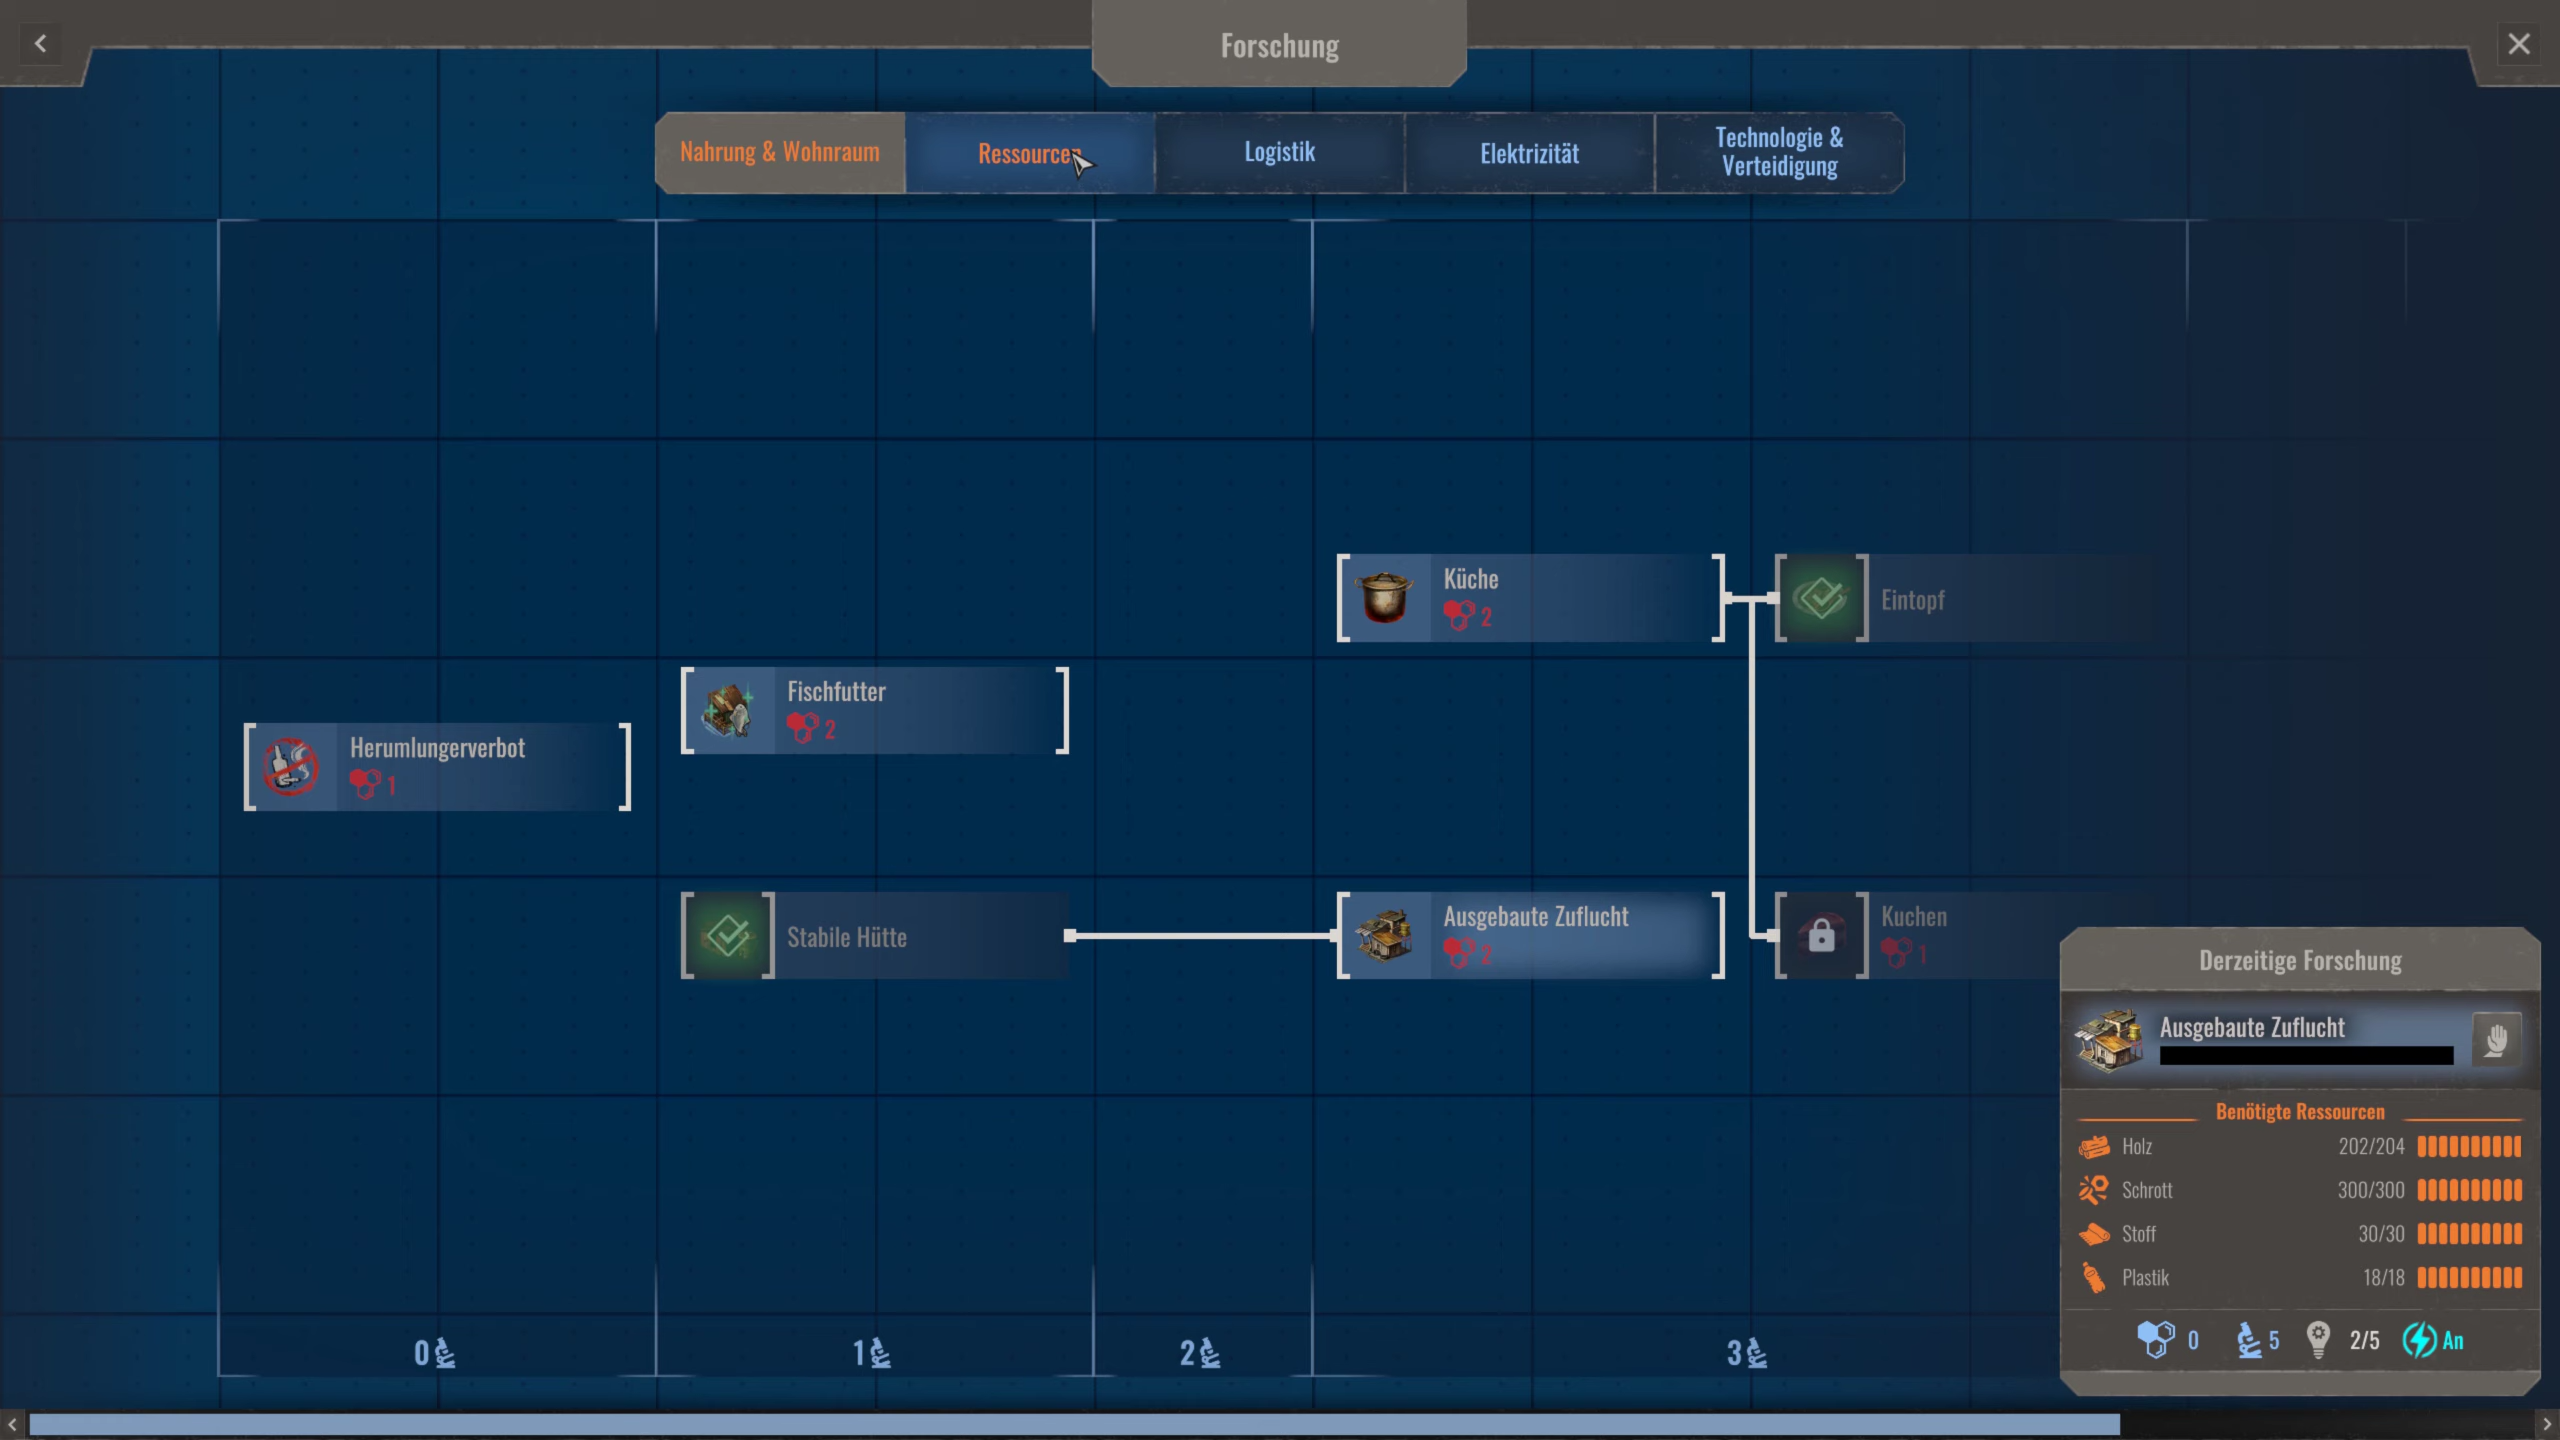 Forschung
Nahrung & Wohnraum
Ressourcen
Logistik
Elektrizität
Technologie &
Verteidigung
Küche
2
Eintopf
Fischfutter
2
Herumlungerverbot
1
Stabile Hütte
Ausgebaute Zuflucht
2
Kuchen
1
Derzeitige Forschung
Ausgebaute Zuflucht
Benötigte Ressourcen
Holz 202/204
Schrott 300/300
Stoff 30/30
Plastik 18/18
0 5 2/5 An
0 1 2 3